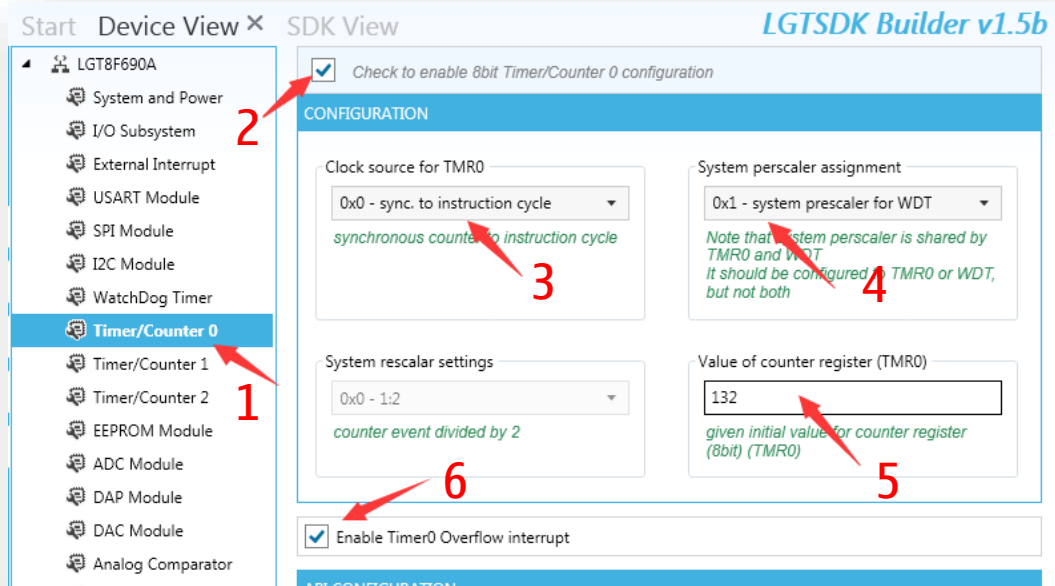 Start Device View × SDK View
LGTSDK Builder v1.5b
LGT8F690A
System and Power
I/O Subsystem
External Interrupt
USART Module
SPI Module
I2C Module
WatchDog Timer
Timer/Counter 0
Timer/Counter 1
Timer/Counter 2
EEPROM Module
ADC Module
DAP Module
DAC Module
Analog Comparator
1
Check to enable 8bit Timer/Counter 0 configuration
2
CONFIGURATION
Clock source for TMR0
0x0 - sync. to instruction cycle
synchronous counter to instruction cycle
3
System perscaler assignment
0x1 - system prescaler for WDT
Note that system perscaler is shared by
TMR0 and WDT
It should be configured to TMR0 or WDT,
but not both
4
System rescalar settings
0x0 - 1:2
counter event divided by 2
Value of counter register (TMR0)
132
given initial value for counter register
(8bit) (TMR0)
5
6
Enable Timer0 Overflow interrupt
API CONFIGURATION